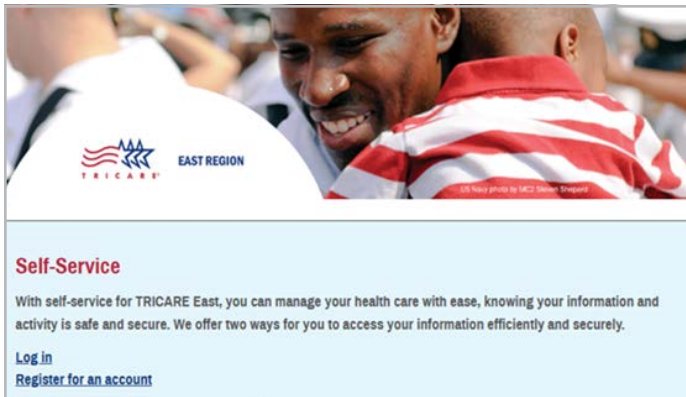 TRICARE
EAST REGION
US Navy photo by MC2 Steven Shepard
Self-Service
With self-service for TRICARE East, you can manage your health care with ease, knowing your information and
activity is safe and secure. We offer two ways for you to access your information efficiently and securely.
Log in
Register for an account